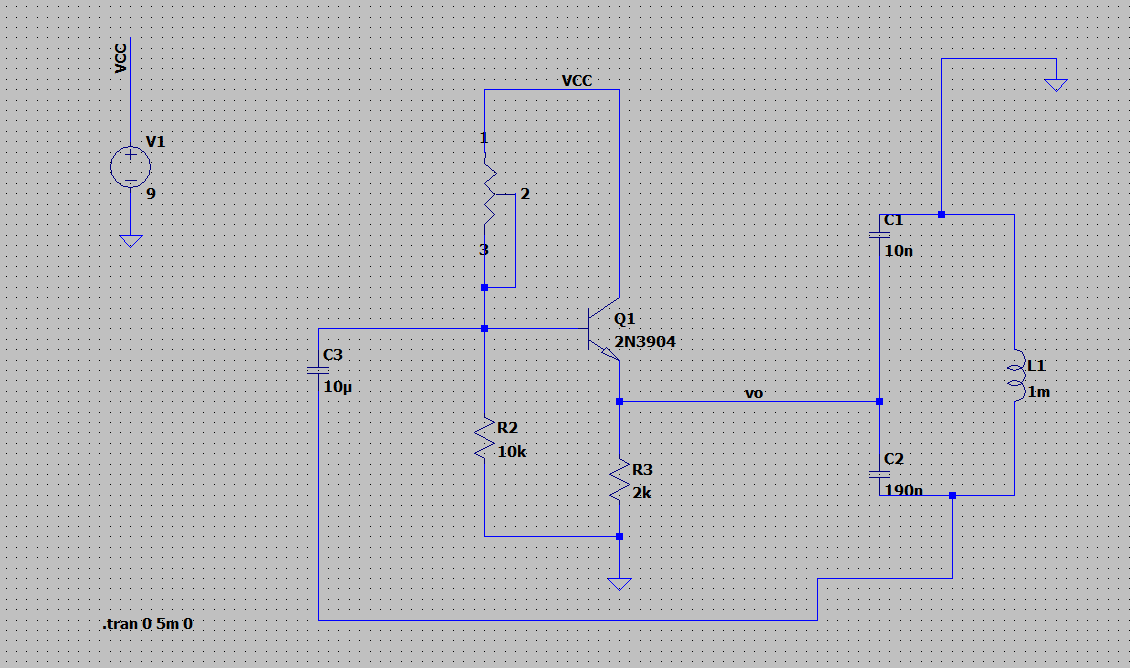 VCC
V1
9
VCC
1
2
3
Q1
2N3904
C3
10µ
R2
10k
R3
2k
vo
C1
10n
L1
1m
C2
190n
.tran 0 5m 0